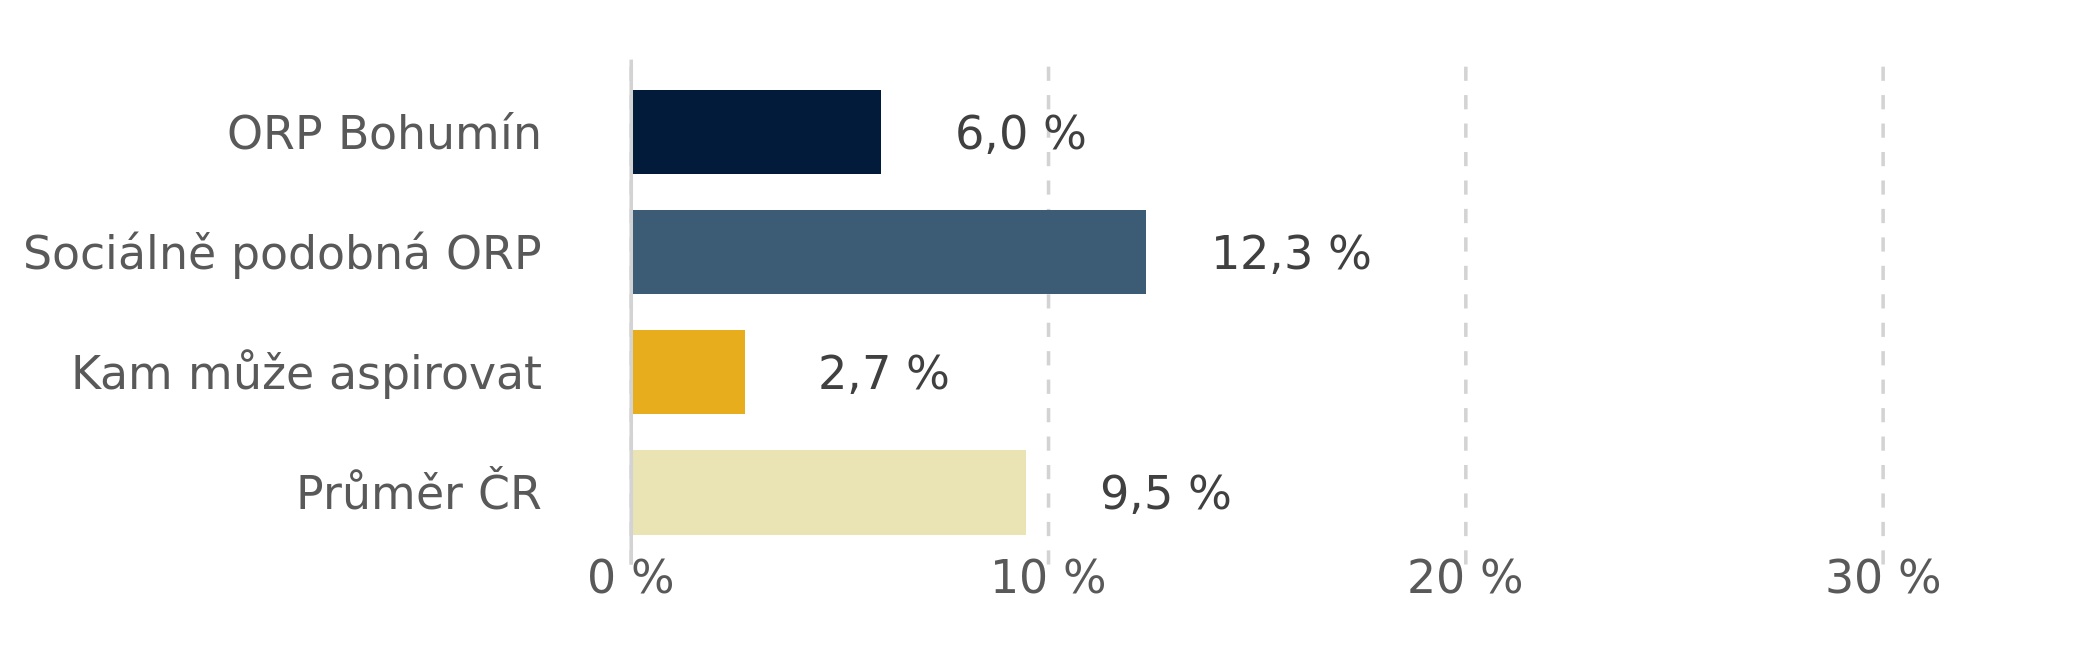 ORP Bohumín 6,0 %
Sociálně podobná ORP 12,3 %
Kam může aspirovat 2,7 %
Průměr ČR 9,5 %
0 % 10 % 20 % 30 %